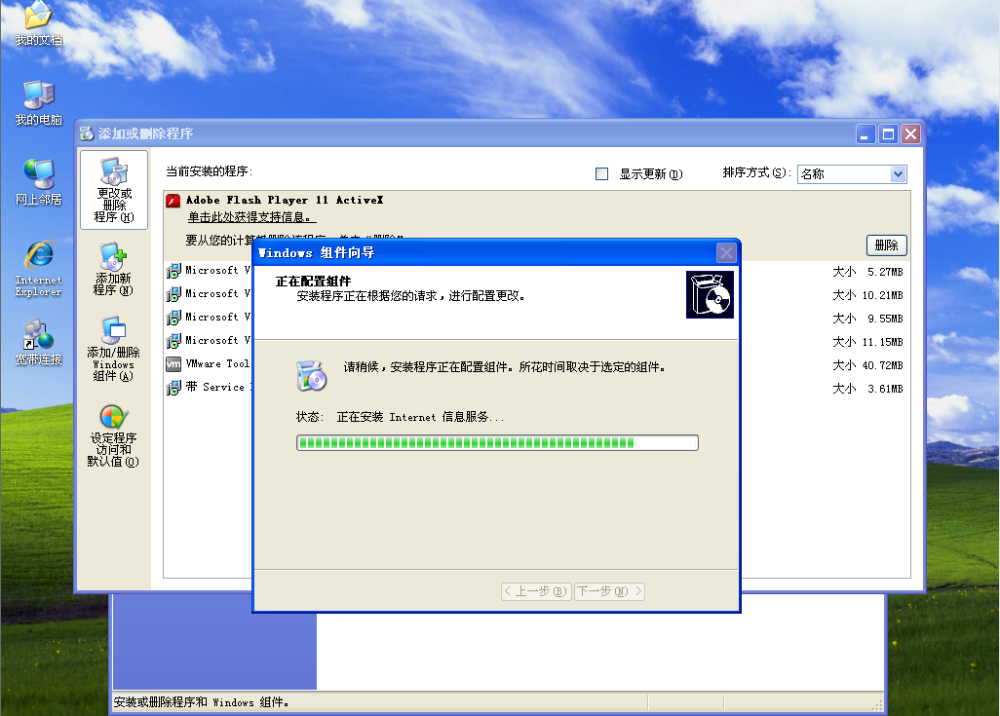 我的文档
我的电脑
网上邻居
Internet
Explorer
宽带连接
添加或删除程序
更改或
删除
程序(H)
添加新
程序(N)
添加/删除
Windows
组件(A)
设定程序
访问和
默认值(O)
当前安装的程序:
显示更新(D)
排序方式(S):
名称
Adobe Flash Player 11 ActiveX
单击此处获得支持信息。
要从您的计算机删除该程序，单击“删除”
删除
Microsoft V
大小 5.27MB
Microsoft V
大小 10.21MB
Microsoft V
大小 9.55MB
Microsoft V
大小 11.15MB
VMware Tool
大小 40.72MB
带 Service
大小 3.61MB
Windows 组件向导
正在配置组件
安装程序正在根据您的请求，进行配置更改。
请稍候，安装程序正在配置组件。所花时间取决于选定的组件。
状态: 正在安装 Internet 信息服务...
< 上一步(B)
下一步(N) >
安装或删除程序和 Windows 组件。